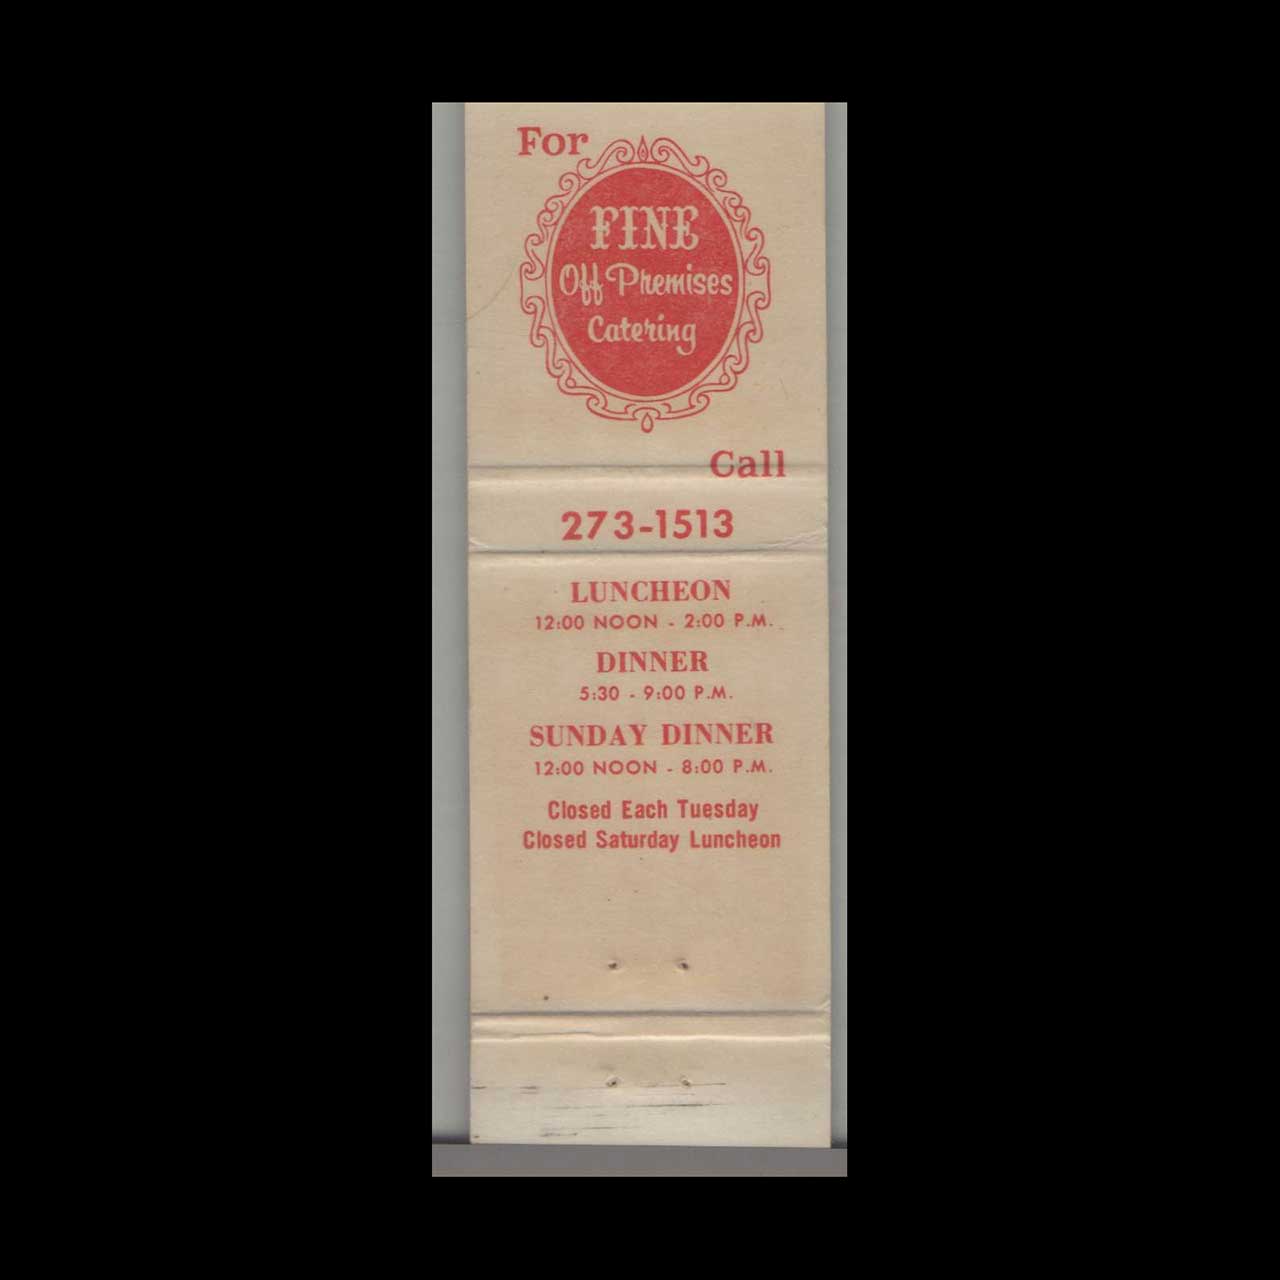 For
FINE
Off Premises
Catering
Call
273-1513
LUNCHEON
12:00 NOON - 2:00 P.M.
DINNER
5:30 - 9:00 P.M.
SUNDAY DINNER
12:00 NOON - 8:00 P.M.
Closed Each Tuesday
Closed Saturday Luncheon